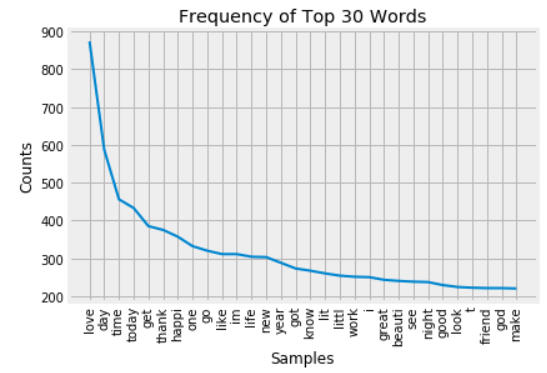 Frequency of Top 30 Words
Counts
900
800
700
600
500
400
300
200
love
day
time
today
get
thank
happi
one
go
like
im
life
new
year
got
know
lit
littl
work
i
great
beauti
see
night
good
look
t
friend
god
make
Samples